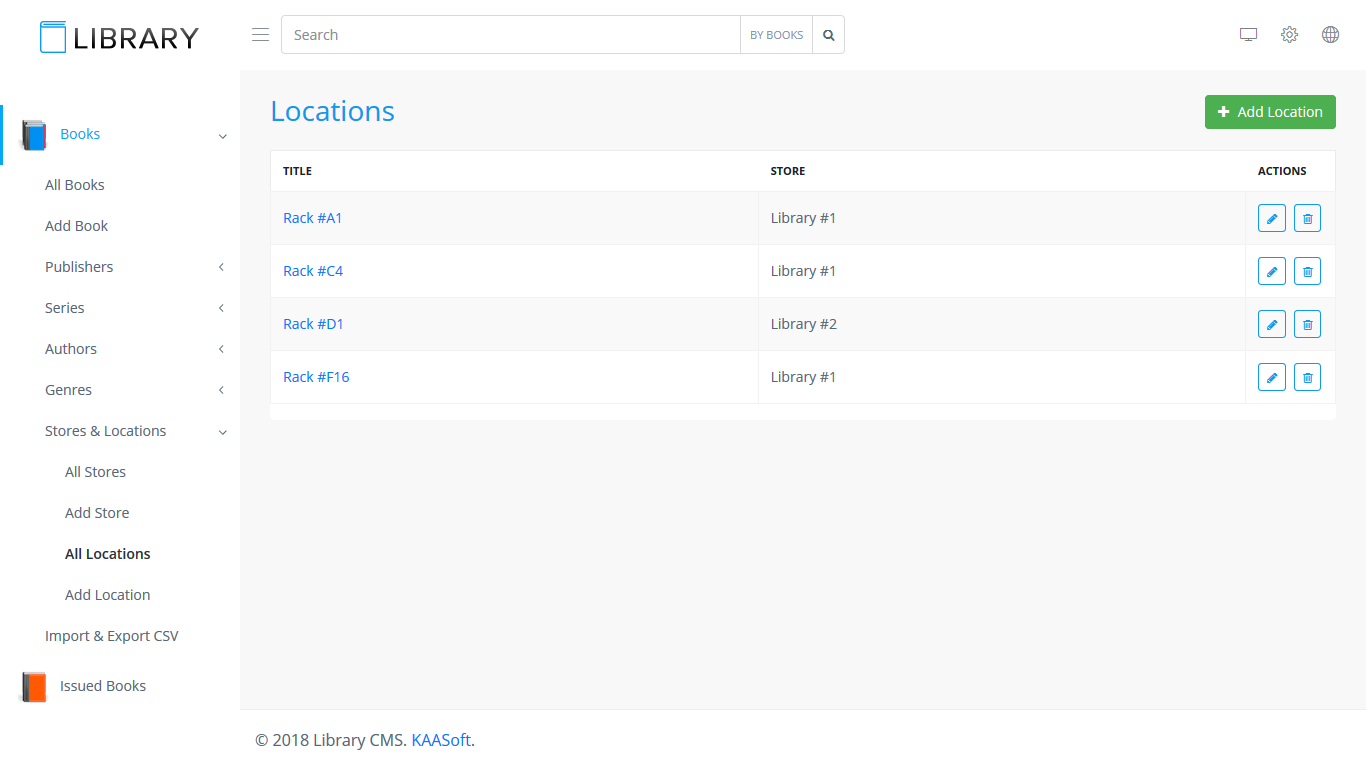 LIBRARY
Search
BY BOOKS
Books
All Books
Add Book
Publishers
Series
Authors
Genres
Stores & Locations
All Stores
Add Store
All Locations
Add Location
Import & Export CSV
Issued Books
Locations
Add Location
TITLE STORE ACTIONS
Rack #A1 Library #1
Rack #C4 Library #1
Rack #D1 Library #2
Rack #F16 Library #1
© 2018 Library CMS. KAASoft.